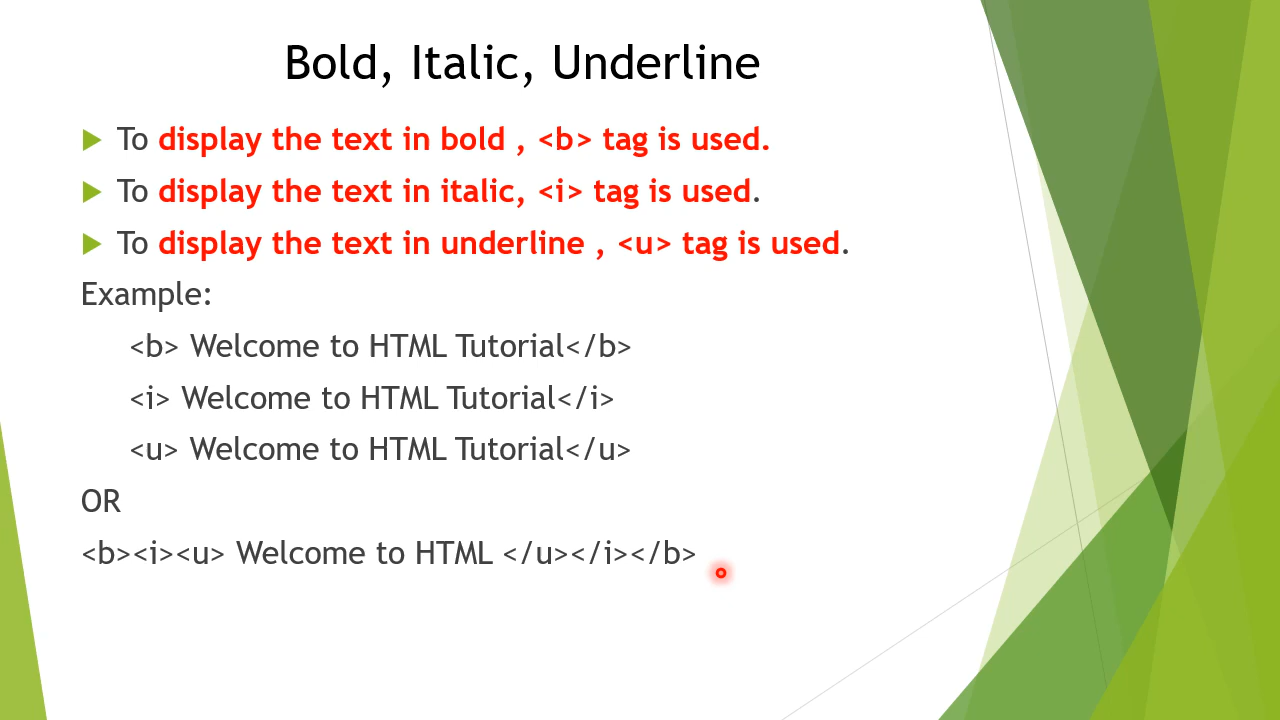 Bold, Italic, Underline
To display the text in bold , <b> tag is used.
To display the text in italic, <i> tag is used.
To display the text in underline , <u> tag is used.
Example:
<b> Welcome to HTML Tutorial</b>
<i> Welcome to HTML Tutorial</i>
<u> Welcome to HTML Tutorial</u>
OR
<b><i><u> Welcome to HTML </u></i></b>